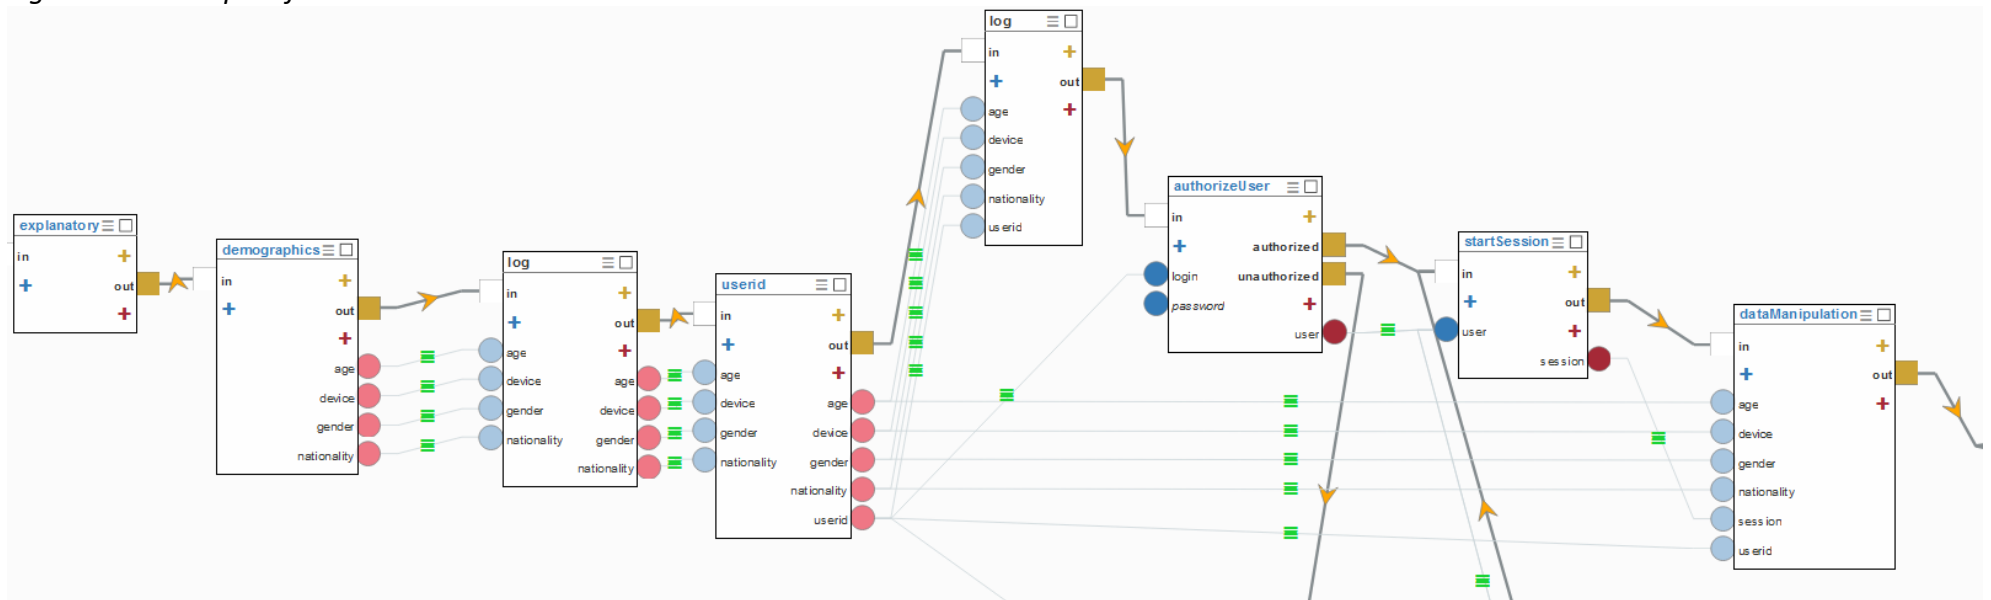 explanatory
in
out
demographics
in
out
age
device
gender
nationality
log
in
out
age
device
gender
nationality
age
device
gender
nationality
userid
in
out
age
device
gender
nationality
age
device
gender
nationality
userid
log
in
out
age
device
gender
nationality
userid
authorizeUser
in
authorized
unauthorized
login
password
user
startSession
in
out
user
session
dataManipulation
in
out
age
device
gender
nationality
session
userid